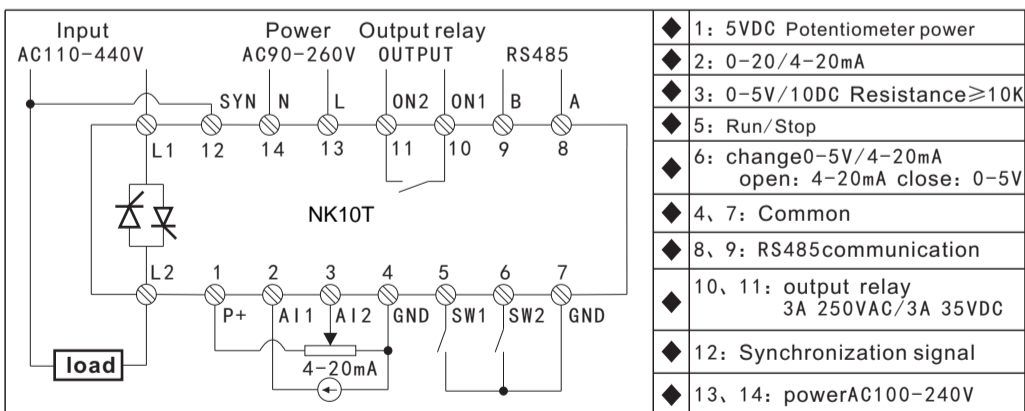 Input Power Output relay
AC110-440V AC90-260V OUTPUT RS485
SYN N L ON2 ON1 B A
L1 12 14 13 11 10 9 8
NK10T
L2 1 2 3 4 5 6 7
P+ AI1 AI2 GND SW1 SW2 GND
4-20mA
load
◆ 1: 5VDC Potentiometer power
◆ 2: 0-20/4-20mA
◆ 3: 0-5V/10DC Resistance≥10K
◆ 5: Run/Stop
◆ 6: change0-5V/4-20mA
open: 4-20mA close: 0-5V
◆ 4、7: Common
◆ 8、9: RS485communication
◆ 10、11: output relay
3A 250VAC/3A 35VDC
◆ 12: Synchronization signal
◆ 13、14: powerAC100-240V